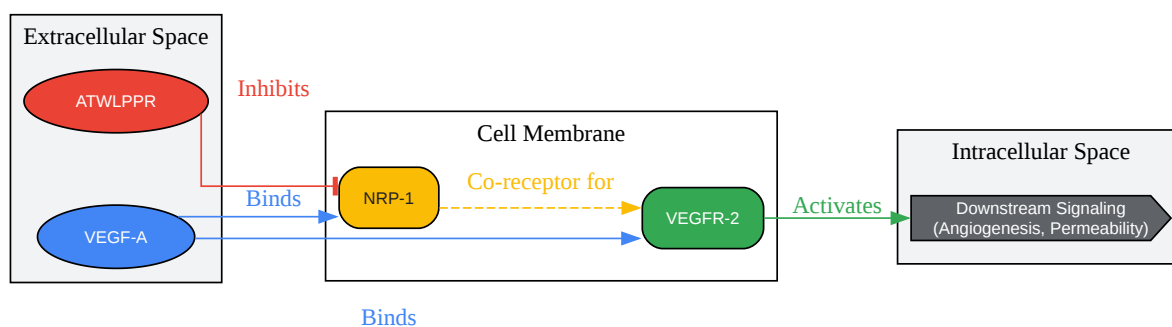 Extracellular Space
ATWLPPR
Inhibits
Cell Membrane
Intracellular Space
NRP-1
Co-receptor for
Binds
VEGF-A
VEGFR-2
Activates
Downstream Signaling
(Angiogenesis, Permeability)
Binds